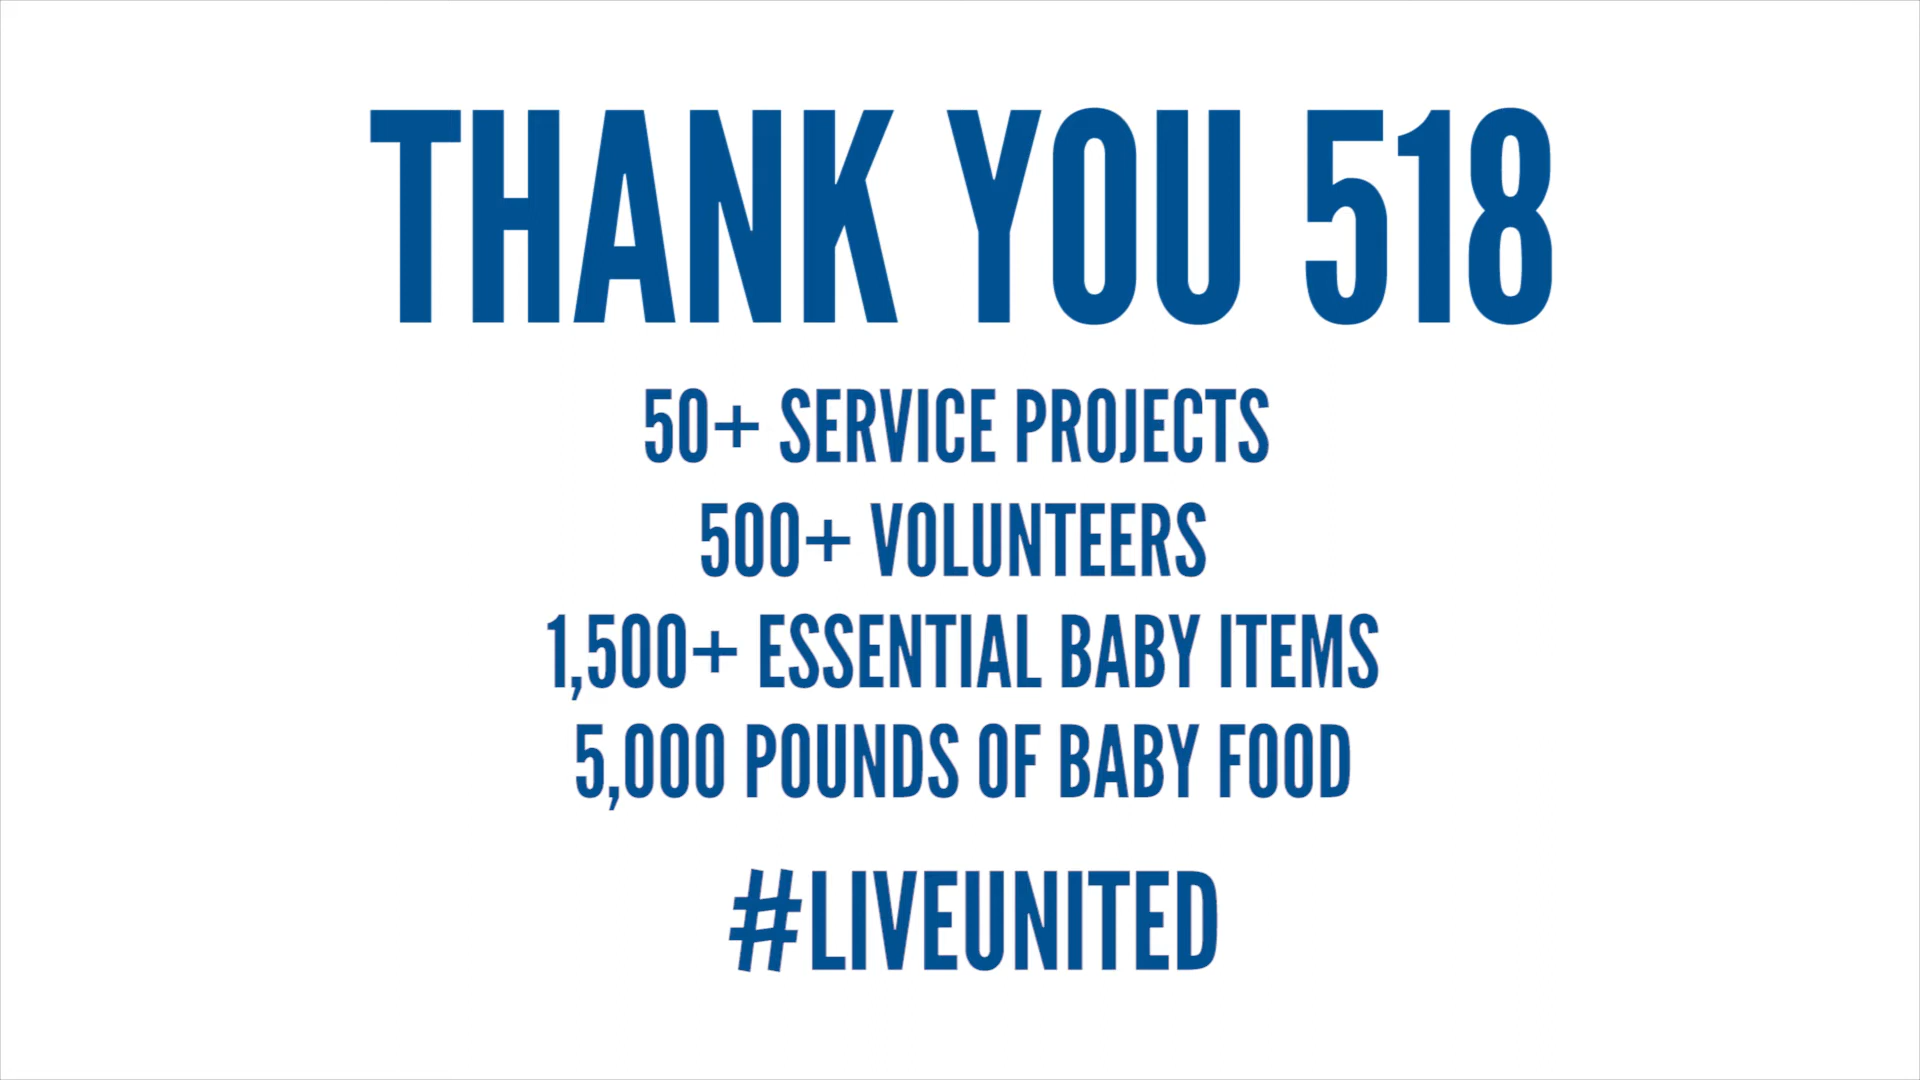 THANK YOU 518
50+ SERVICE PROJECTS
500+ VOLUNTEERS
1,500+ ESSENTIAL BABY ITEMS
5,000 POUNDS OF BABY FOOD
#LIVEUNITED